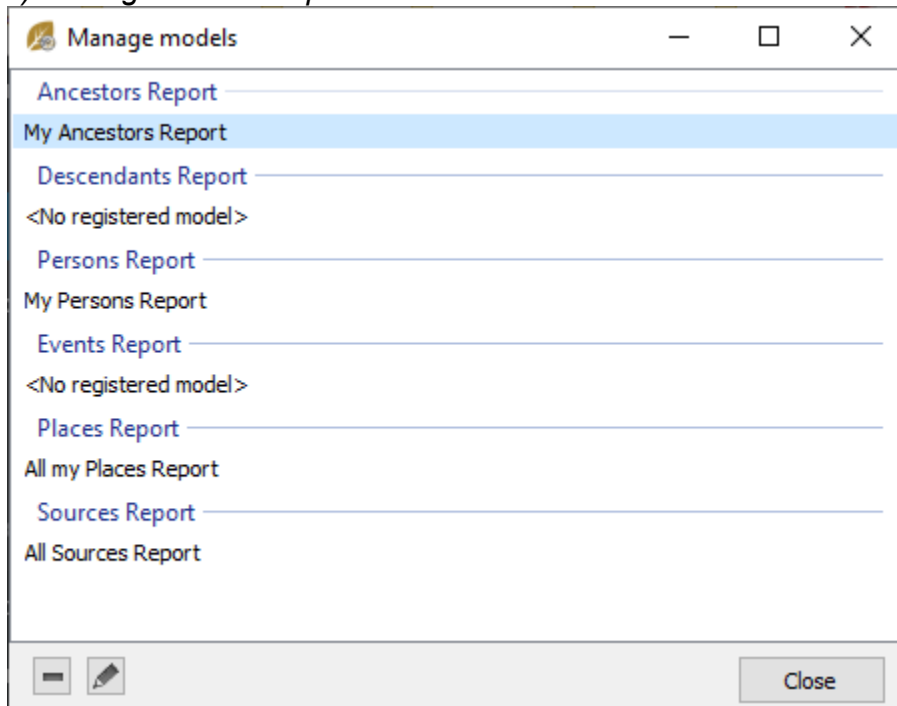 Manage models
Ancestors Report
My Ancestors Report
Descendants Report
<No registered model>
Persons Report
My Persons Report
Events Report
<No registered model>
Places Report
All my Places Report
Sources Report
All Sources Report
Close